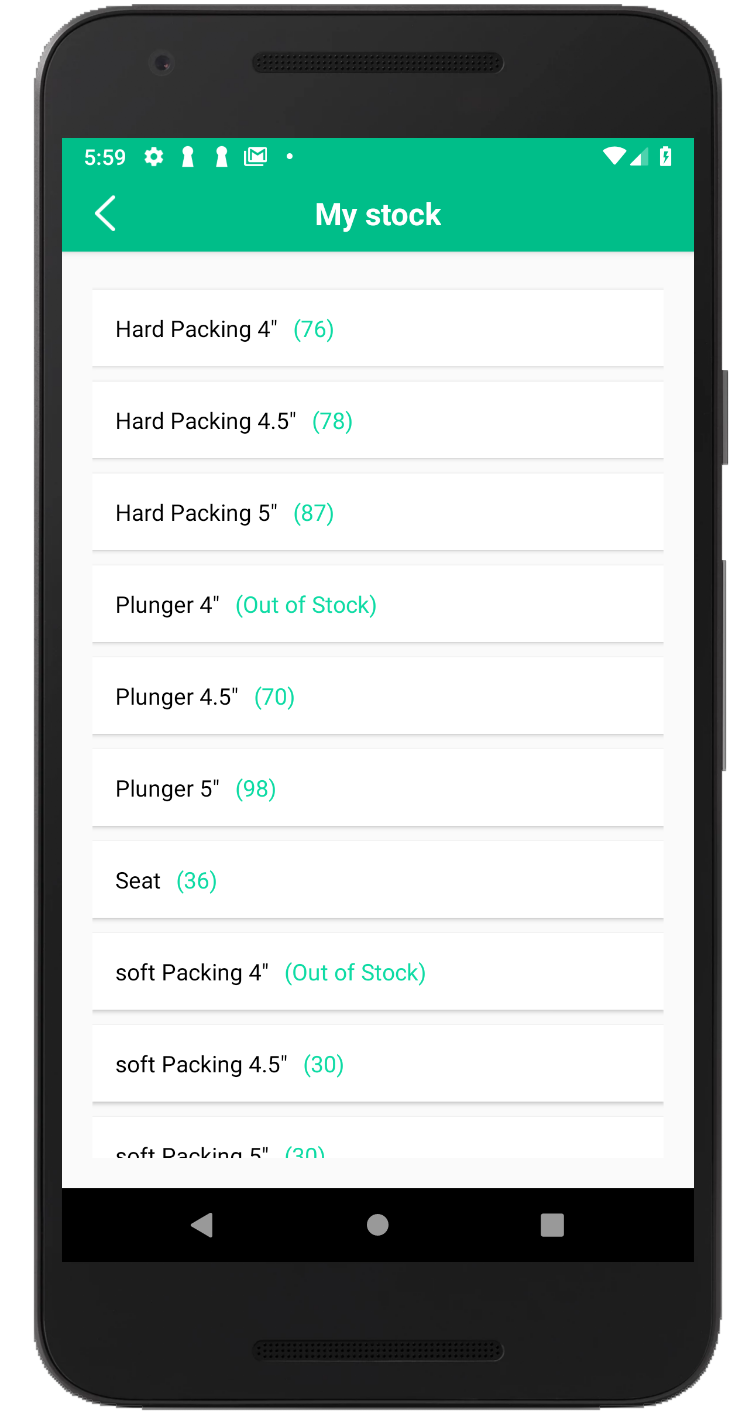 5:59
My stock
Hard Packing 4" (76)
Hard Packing 4.5" (78)
Hard Packing 5" (87)
Plunger 4" (Out of Stock)
Plunger 4.5" (70)
Plunger 5" (98)
Seat (36)
soft Packing 4" (Out of Stock)
soft Packing 4.5" (30)
soft Packing 5" (30)